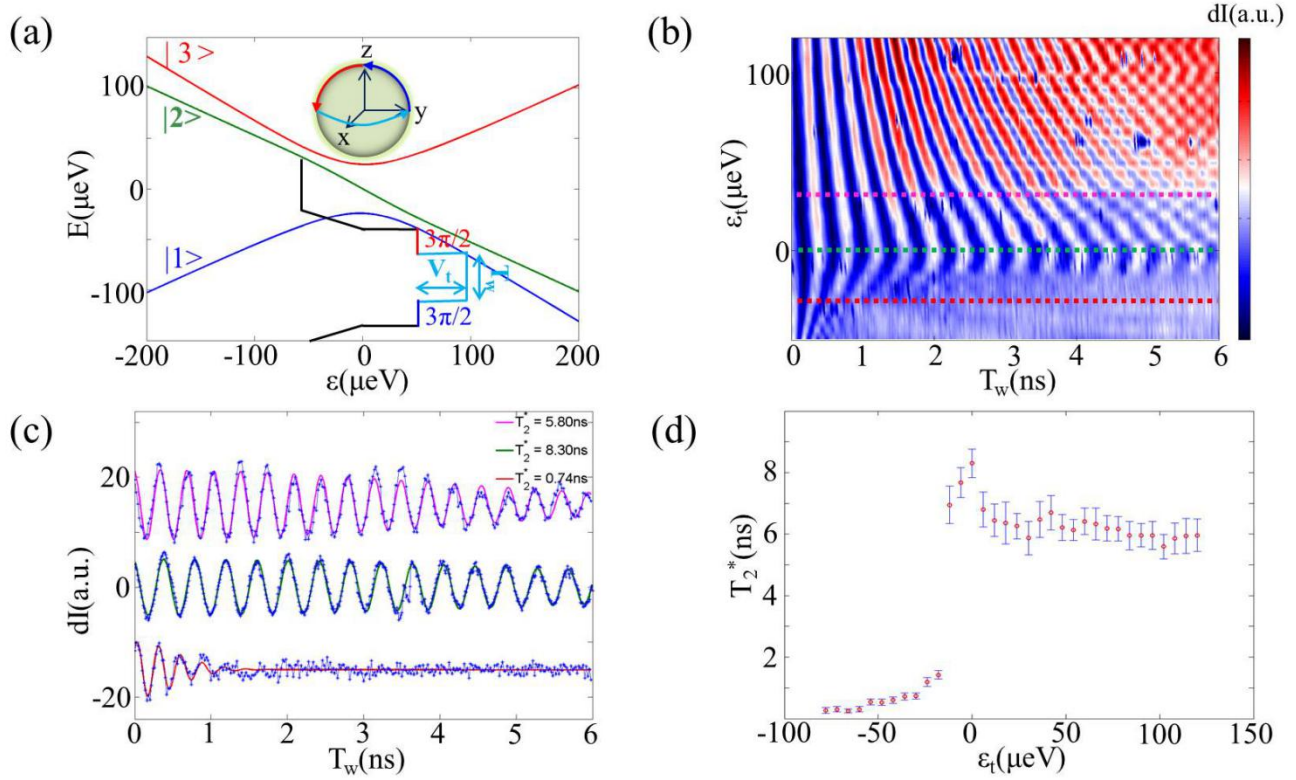 (a)
|3>
|2>
|1>
z
y
x
3π/2
V_t
T_w
3π/2
100
0
-100
E(μeV)
-200
-100
0
100
200
ε(μeV)
(b)
dI(a.u.)
100
0
ε_t(μeV)
0
1
2
3
4
5
6
T_w(ns)
(c)
T_2^* = 5.80ns
T_2^* = 8.30ns
T_2^* = 0.74ns
20
0
-20
dI(a.u.)
0
1
2
3
4
5
6
T_w(ns)
(d)
8
6
4
2
T_2^*(ns)
-100
-50
0
50
100
150
ε_t(μeV)